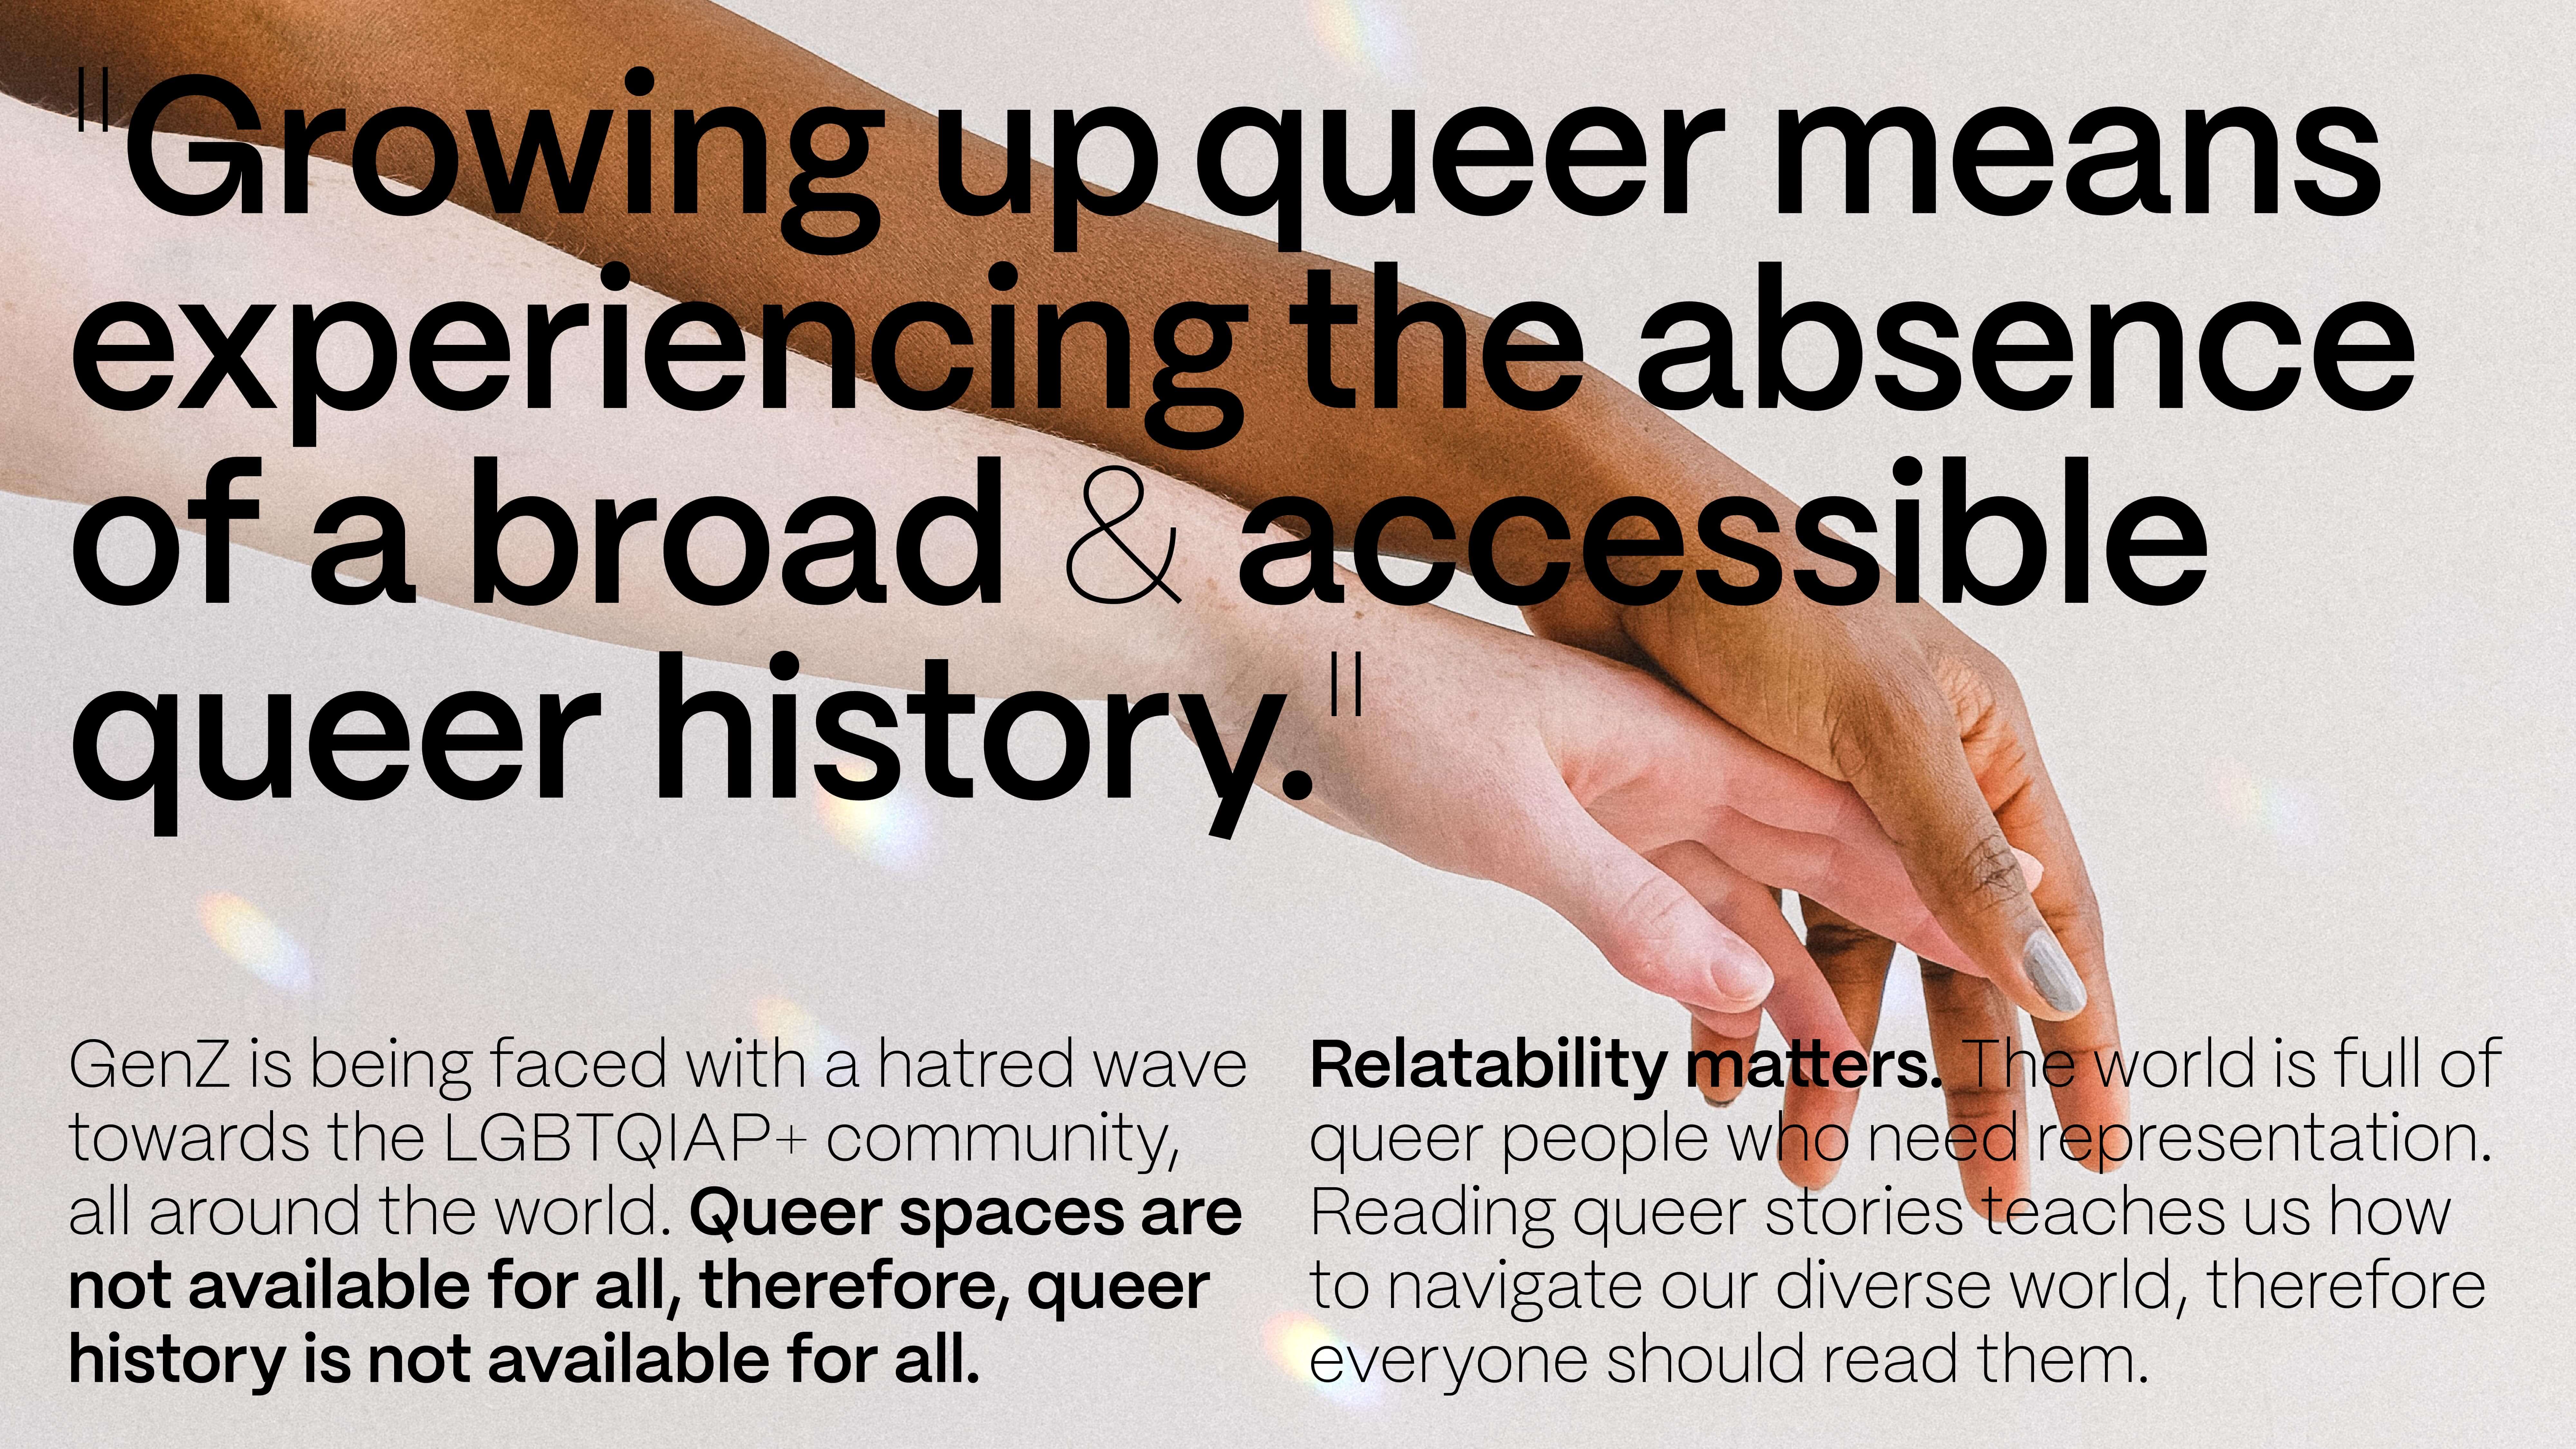 "Growing up queer means
experiencing the absence
of a broad & accessible
queer history."
GenZ is being faced with a hatred wave
towards the LGBTQIAP+ community,
all around the world. Queer spaces are
not available for all, therefore, queer
history is not available for all.
Relatability matters. The world is full of
queer people who need representation.
Reading queer stories teaches us how
to navigate our diverse world, therefore
everyone should read them.